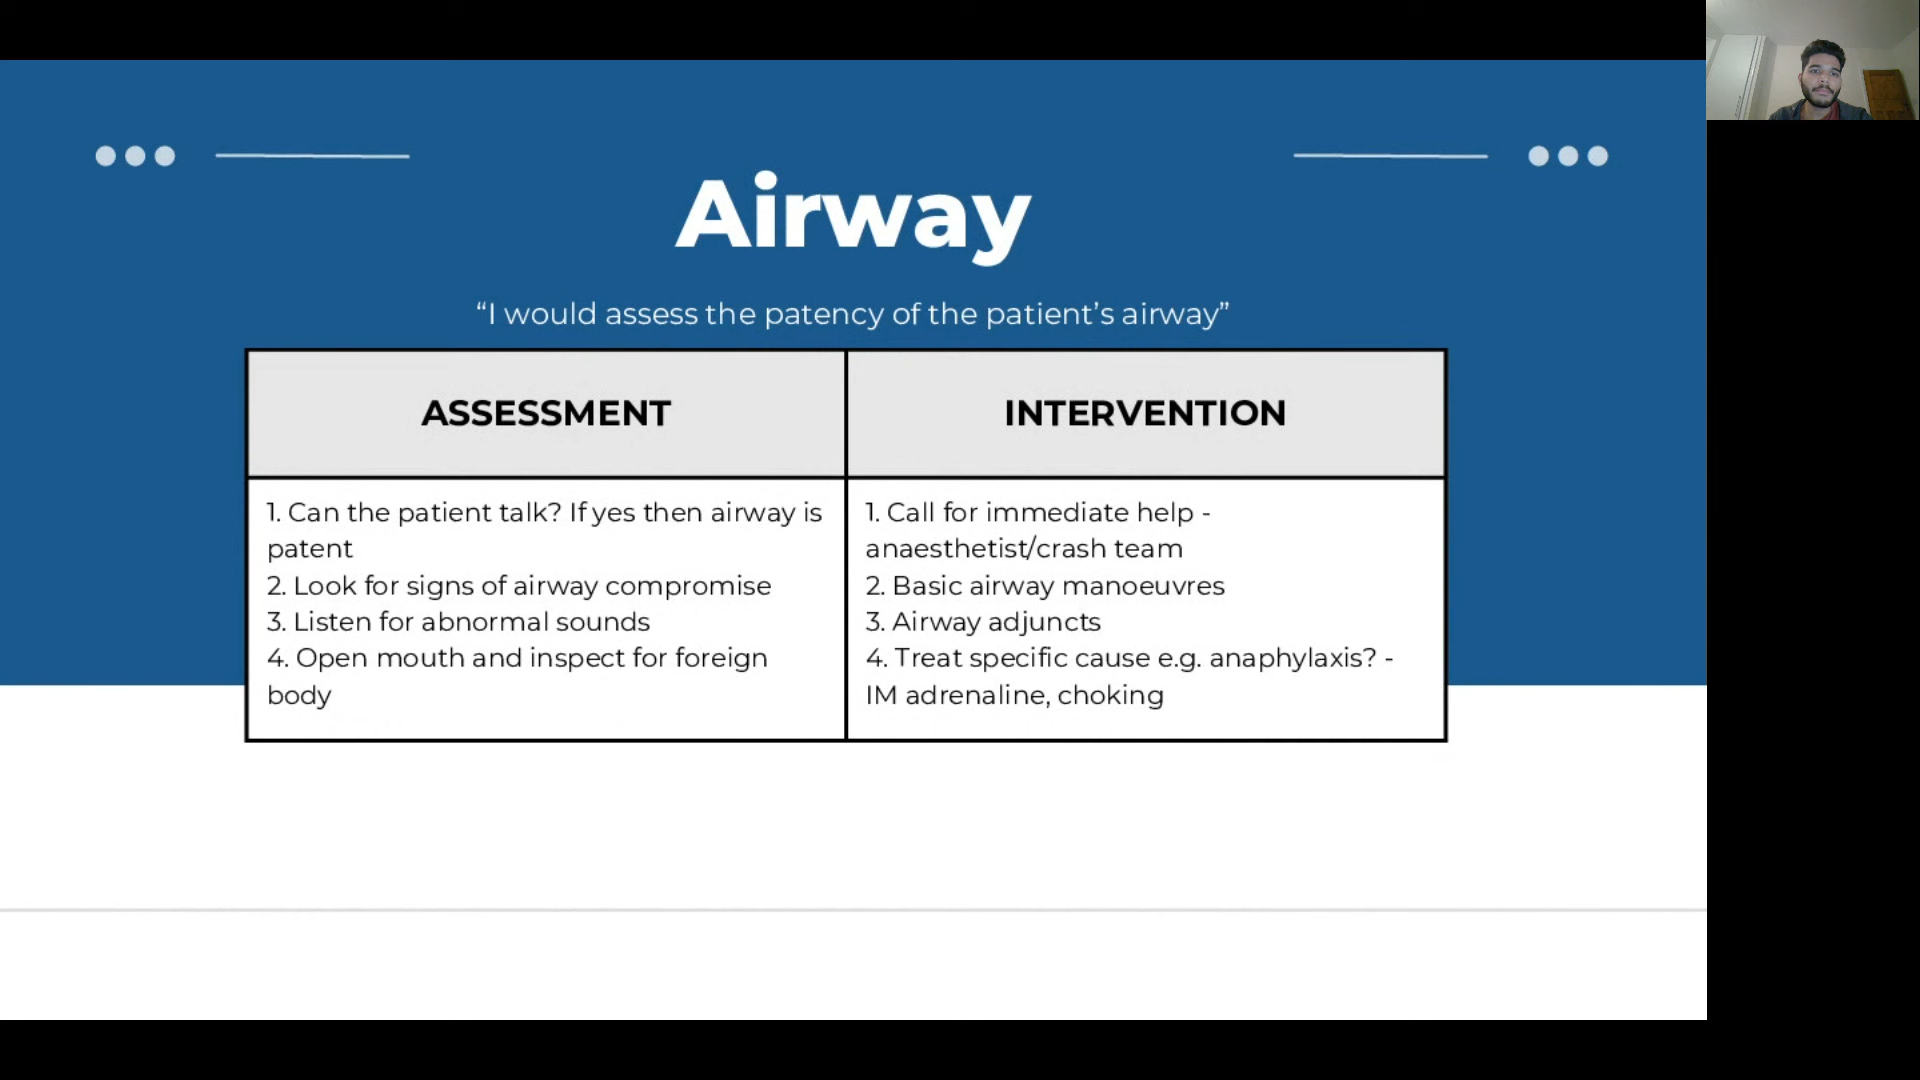 Airway
“I would assess the patency of the patient’s airway”
ASSESSMENT
1. Can the patient talk? If yes then airway is
patent
2. Look for signs of airway compromise
3. Listen for abnormal sounds
4. Open mouth and inspect for foreign
body
INTERVENTION
1. Call for immediate help -
anaesthetist/crash team
2. Basic airway manoeuvres
3. Airway adjuncts
4. Treat specific cause e.g. anaphylaxis? -
IM adrenaline, choking